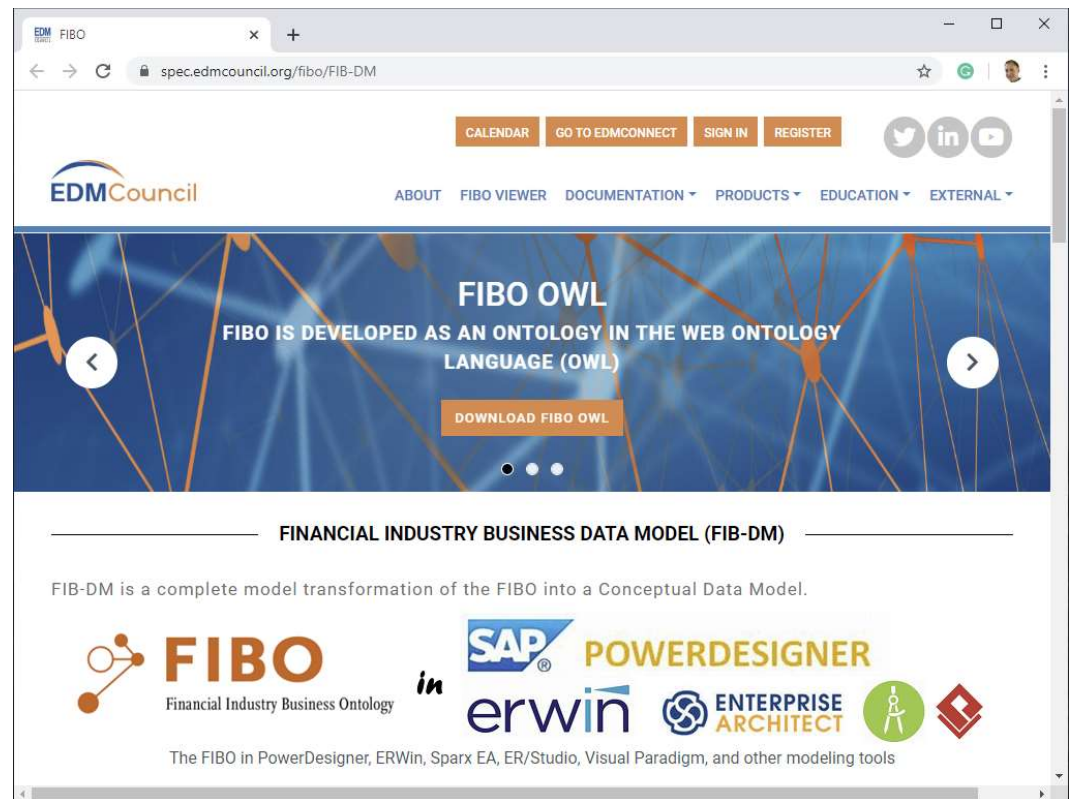 EDM
FIBO
spec.edmcouncil.org/fibo/FIB-DM
CALENDAR
GO TO EDMCONNECT
SIGN IN
REGISTER
EDMCouncil
ABOUT
FIBO VIEWER
DOCUMENTATION
PRODUCTS
EDUCATION
EXTERNAL
FIBO OWL
FIBO IS DEVELOPED AS AN ONTOLOGY IN THE WEB ONTOLOGY
LANGUAGE (OWL)
DOWNLOAD FIBO OWL
FINANCIAL INDUSTRY BUSINESS DATA MODEL (FIB-DM)
FIB-DM is a complete model transformation of the FIBO into a Conceptual Data Model.
FIBO
Financial Industry Business Ontology
in
SAP®
POWERDESIGNER
erwin
ENTERPRISE
ARCHITECT
The FIBO in PowerDesigner, ERWin, Sparx EA, ER/Studio, Visual Paradigm, and other modeling tools